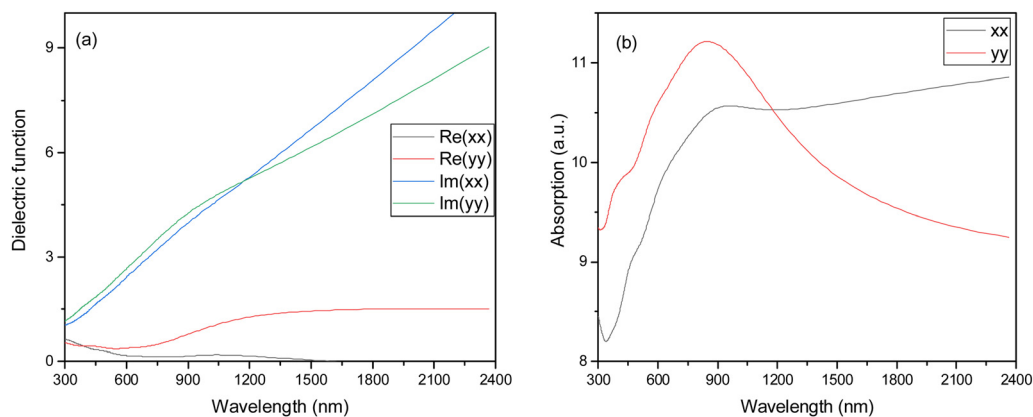 (a)
9
6
3
0
Dielectric function
Re(xx)
Re(yy)
Im(xx)
Im(yy)
300 600 900 1200 1500 1800 2100 2400
Wavelength (nm)
(b)
xx
yy
11
10
9
8
Absorption (a.u.)
300 600 900 1200 1500 1800 2100 2400
Wavelength (nm)